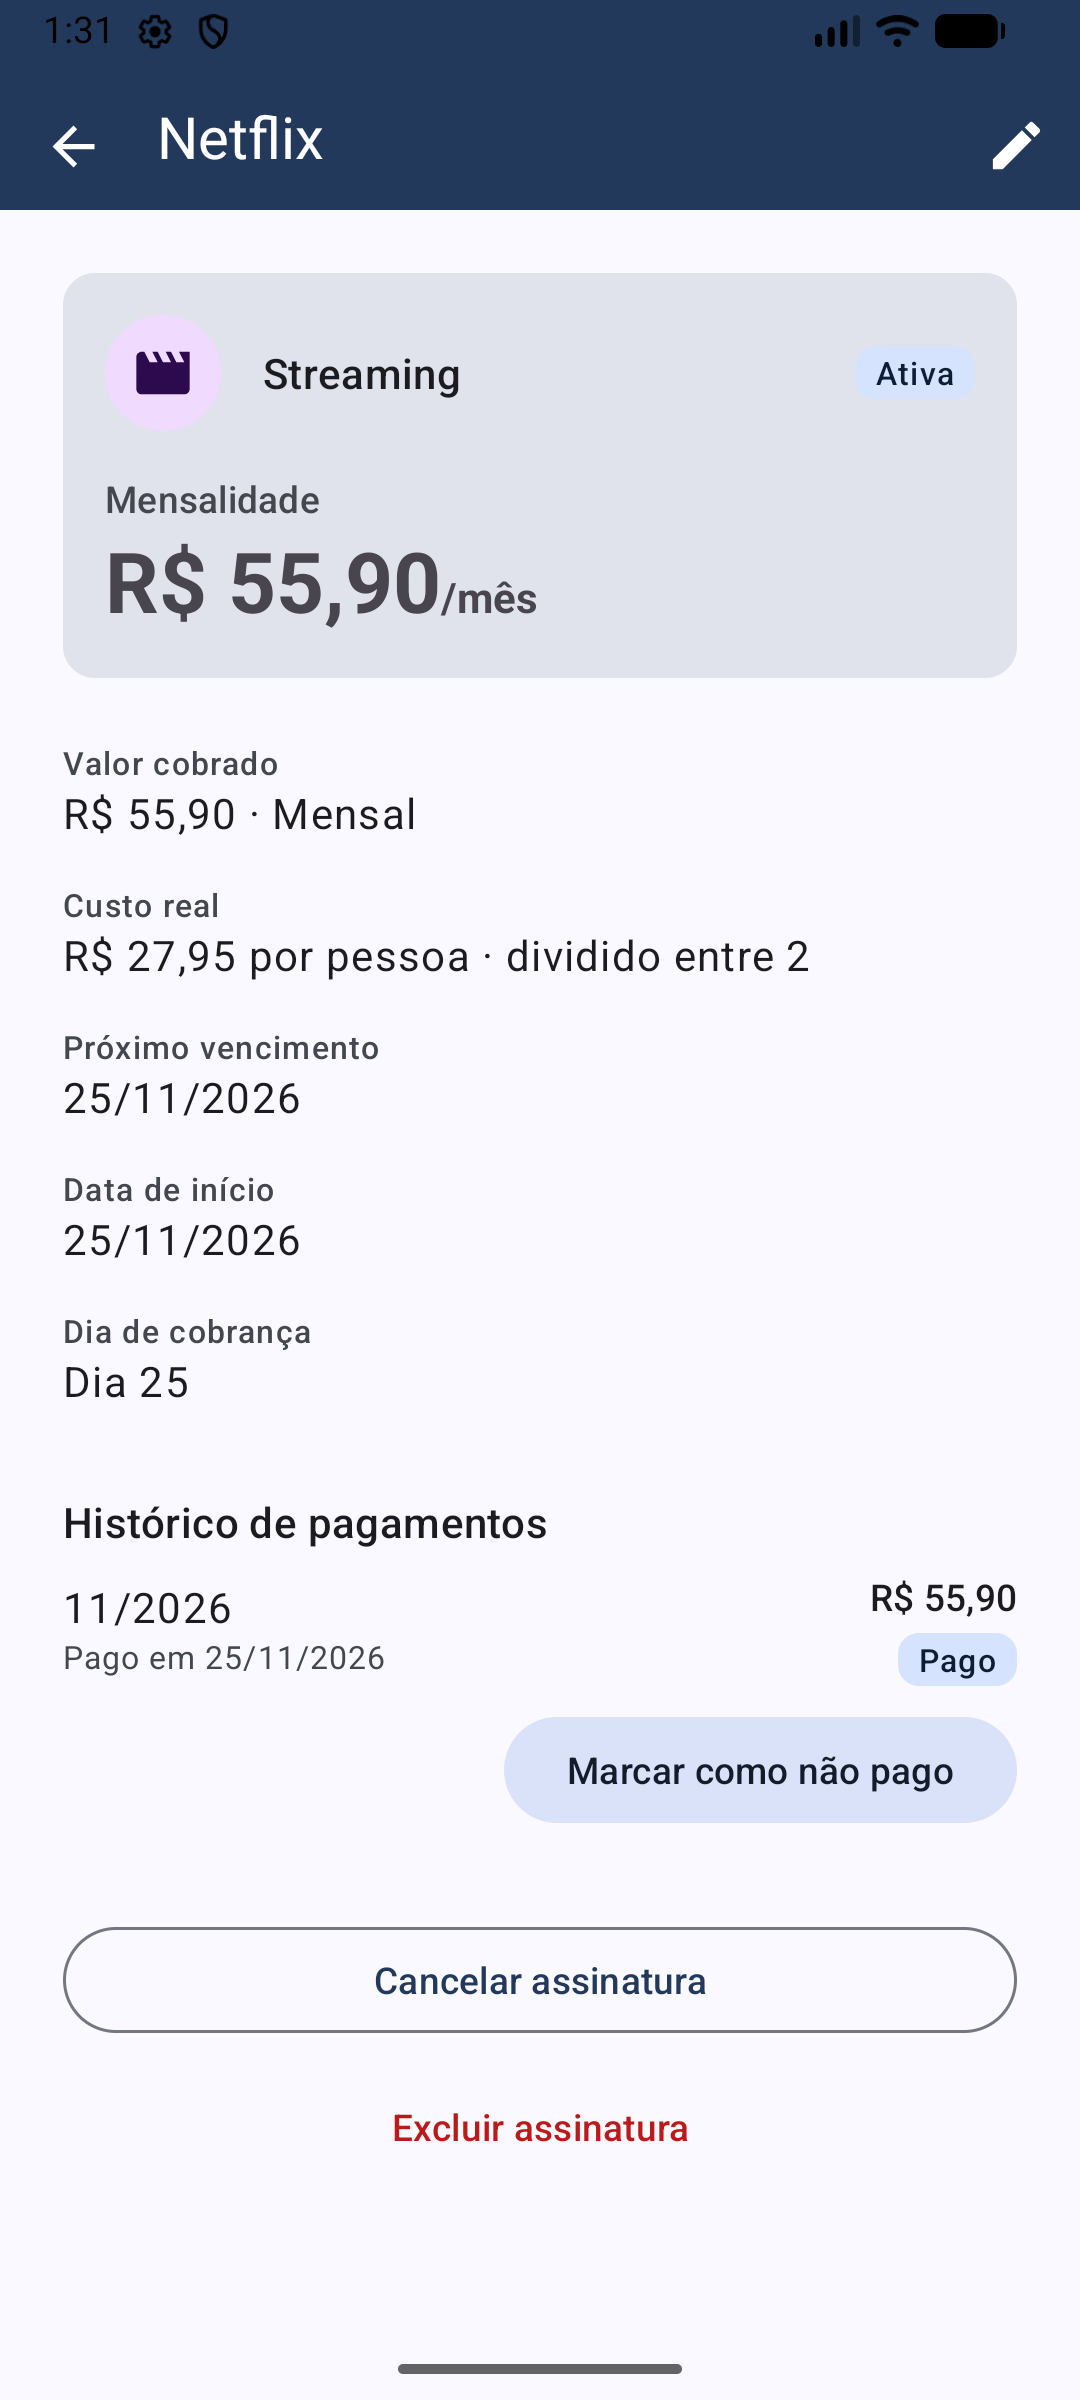 1:31
Netflix
Streaming
Ativa
Mensalidade
R$ 55,90/mês
Valor cobrado
R$ 55,90 · Mensal
Custo real
R$ 27,95 por pessoa · dividido entre 2
Próximo vencimento
25/11/2026
Data de início
25/11/2026
Dia de cobrança
Dia 25
Histórico de pagamentos
11/2026
R$ 55,90
Pago em 25/11/2026
Pago
Marcar como não pago
Cancelar assinatura
Excluir assinatura